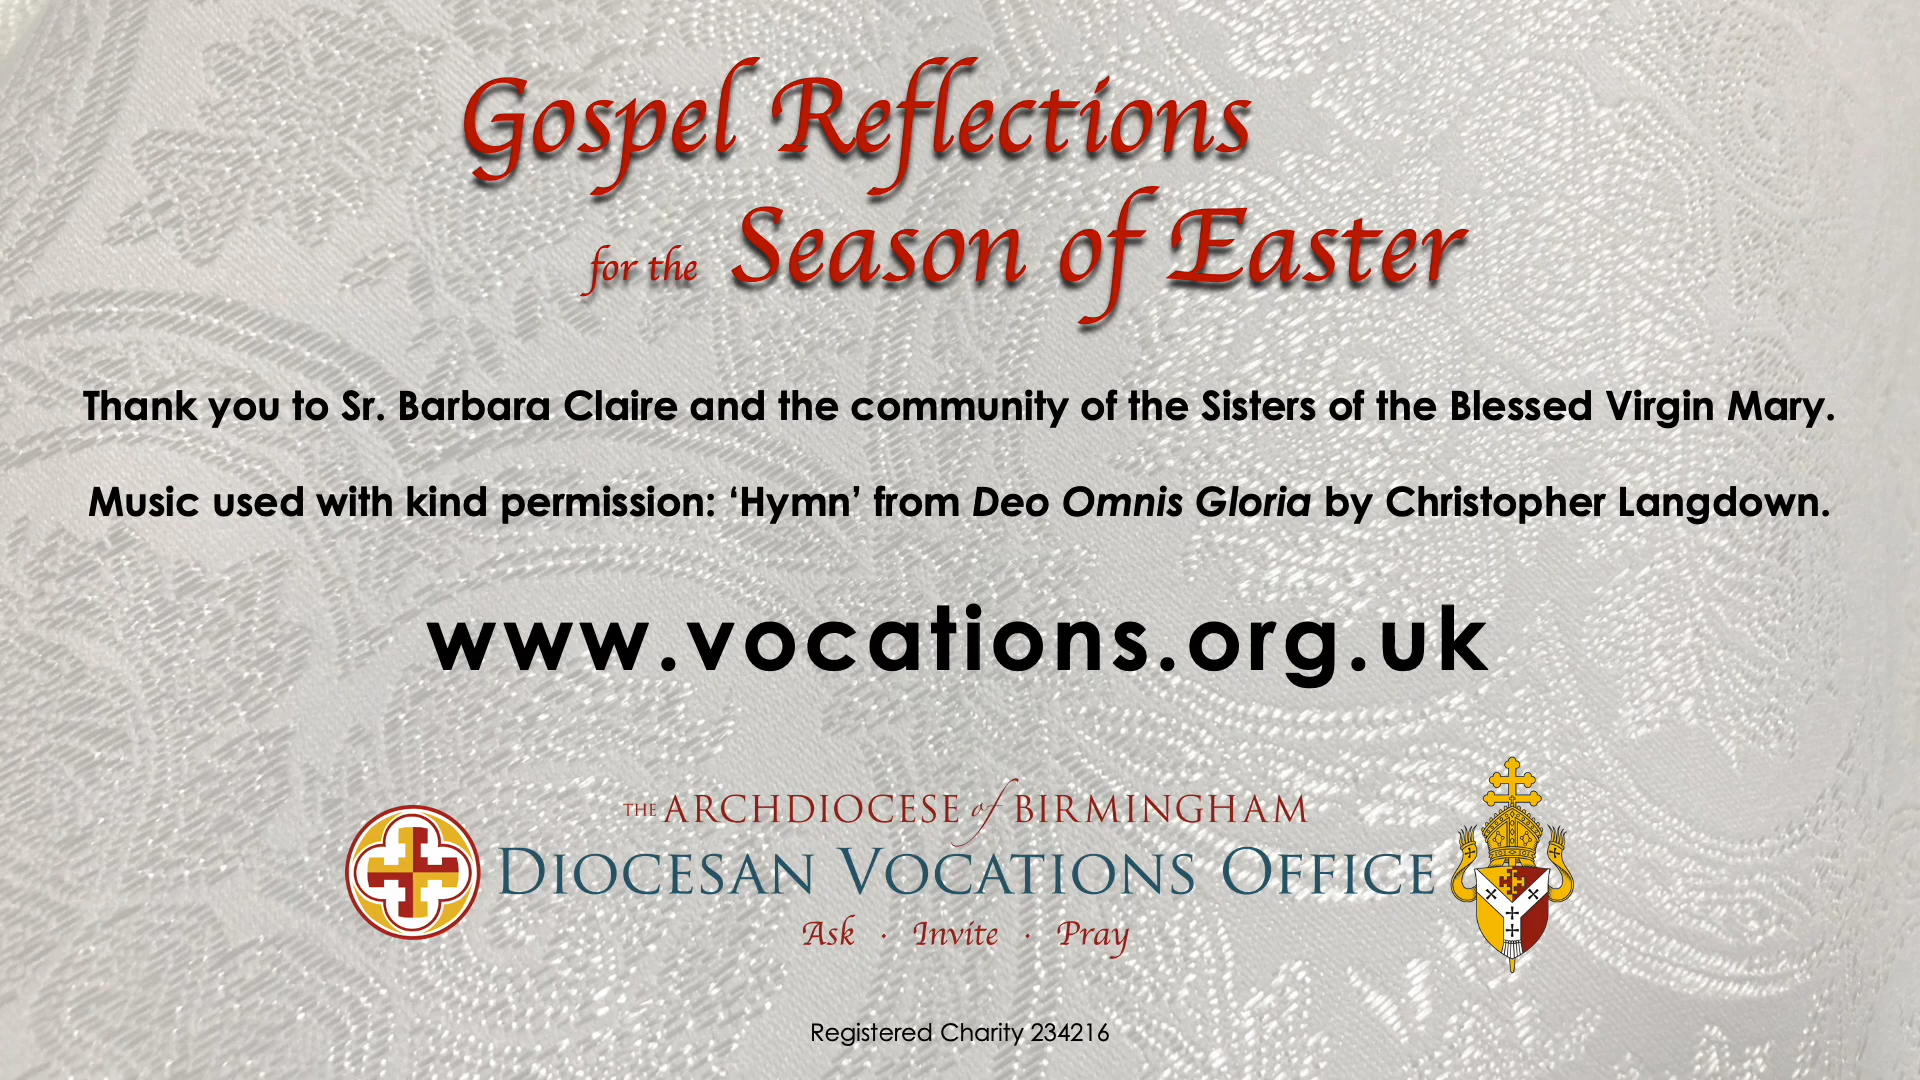 Gospel Reflections
for the Season of Easter
Thank you to Sr. Barbara Claire and the community of the Sisters of the Blessed Virgin Mary.
Music used with kind permission: ‘Hymn’ from Deo Omnis Gloria by Christopher Langdown.
www.vocations.org.uk
THE ARCHDIOCESE of BIRMINGHAM
DIOCESAN VOCATIONS OFFICE
Ask · Invite · Pray
Registered Charity 234216